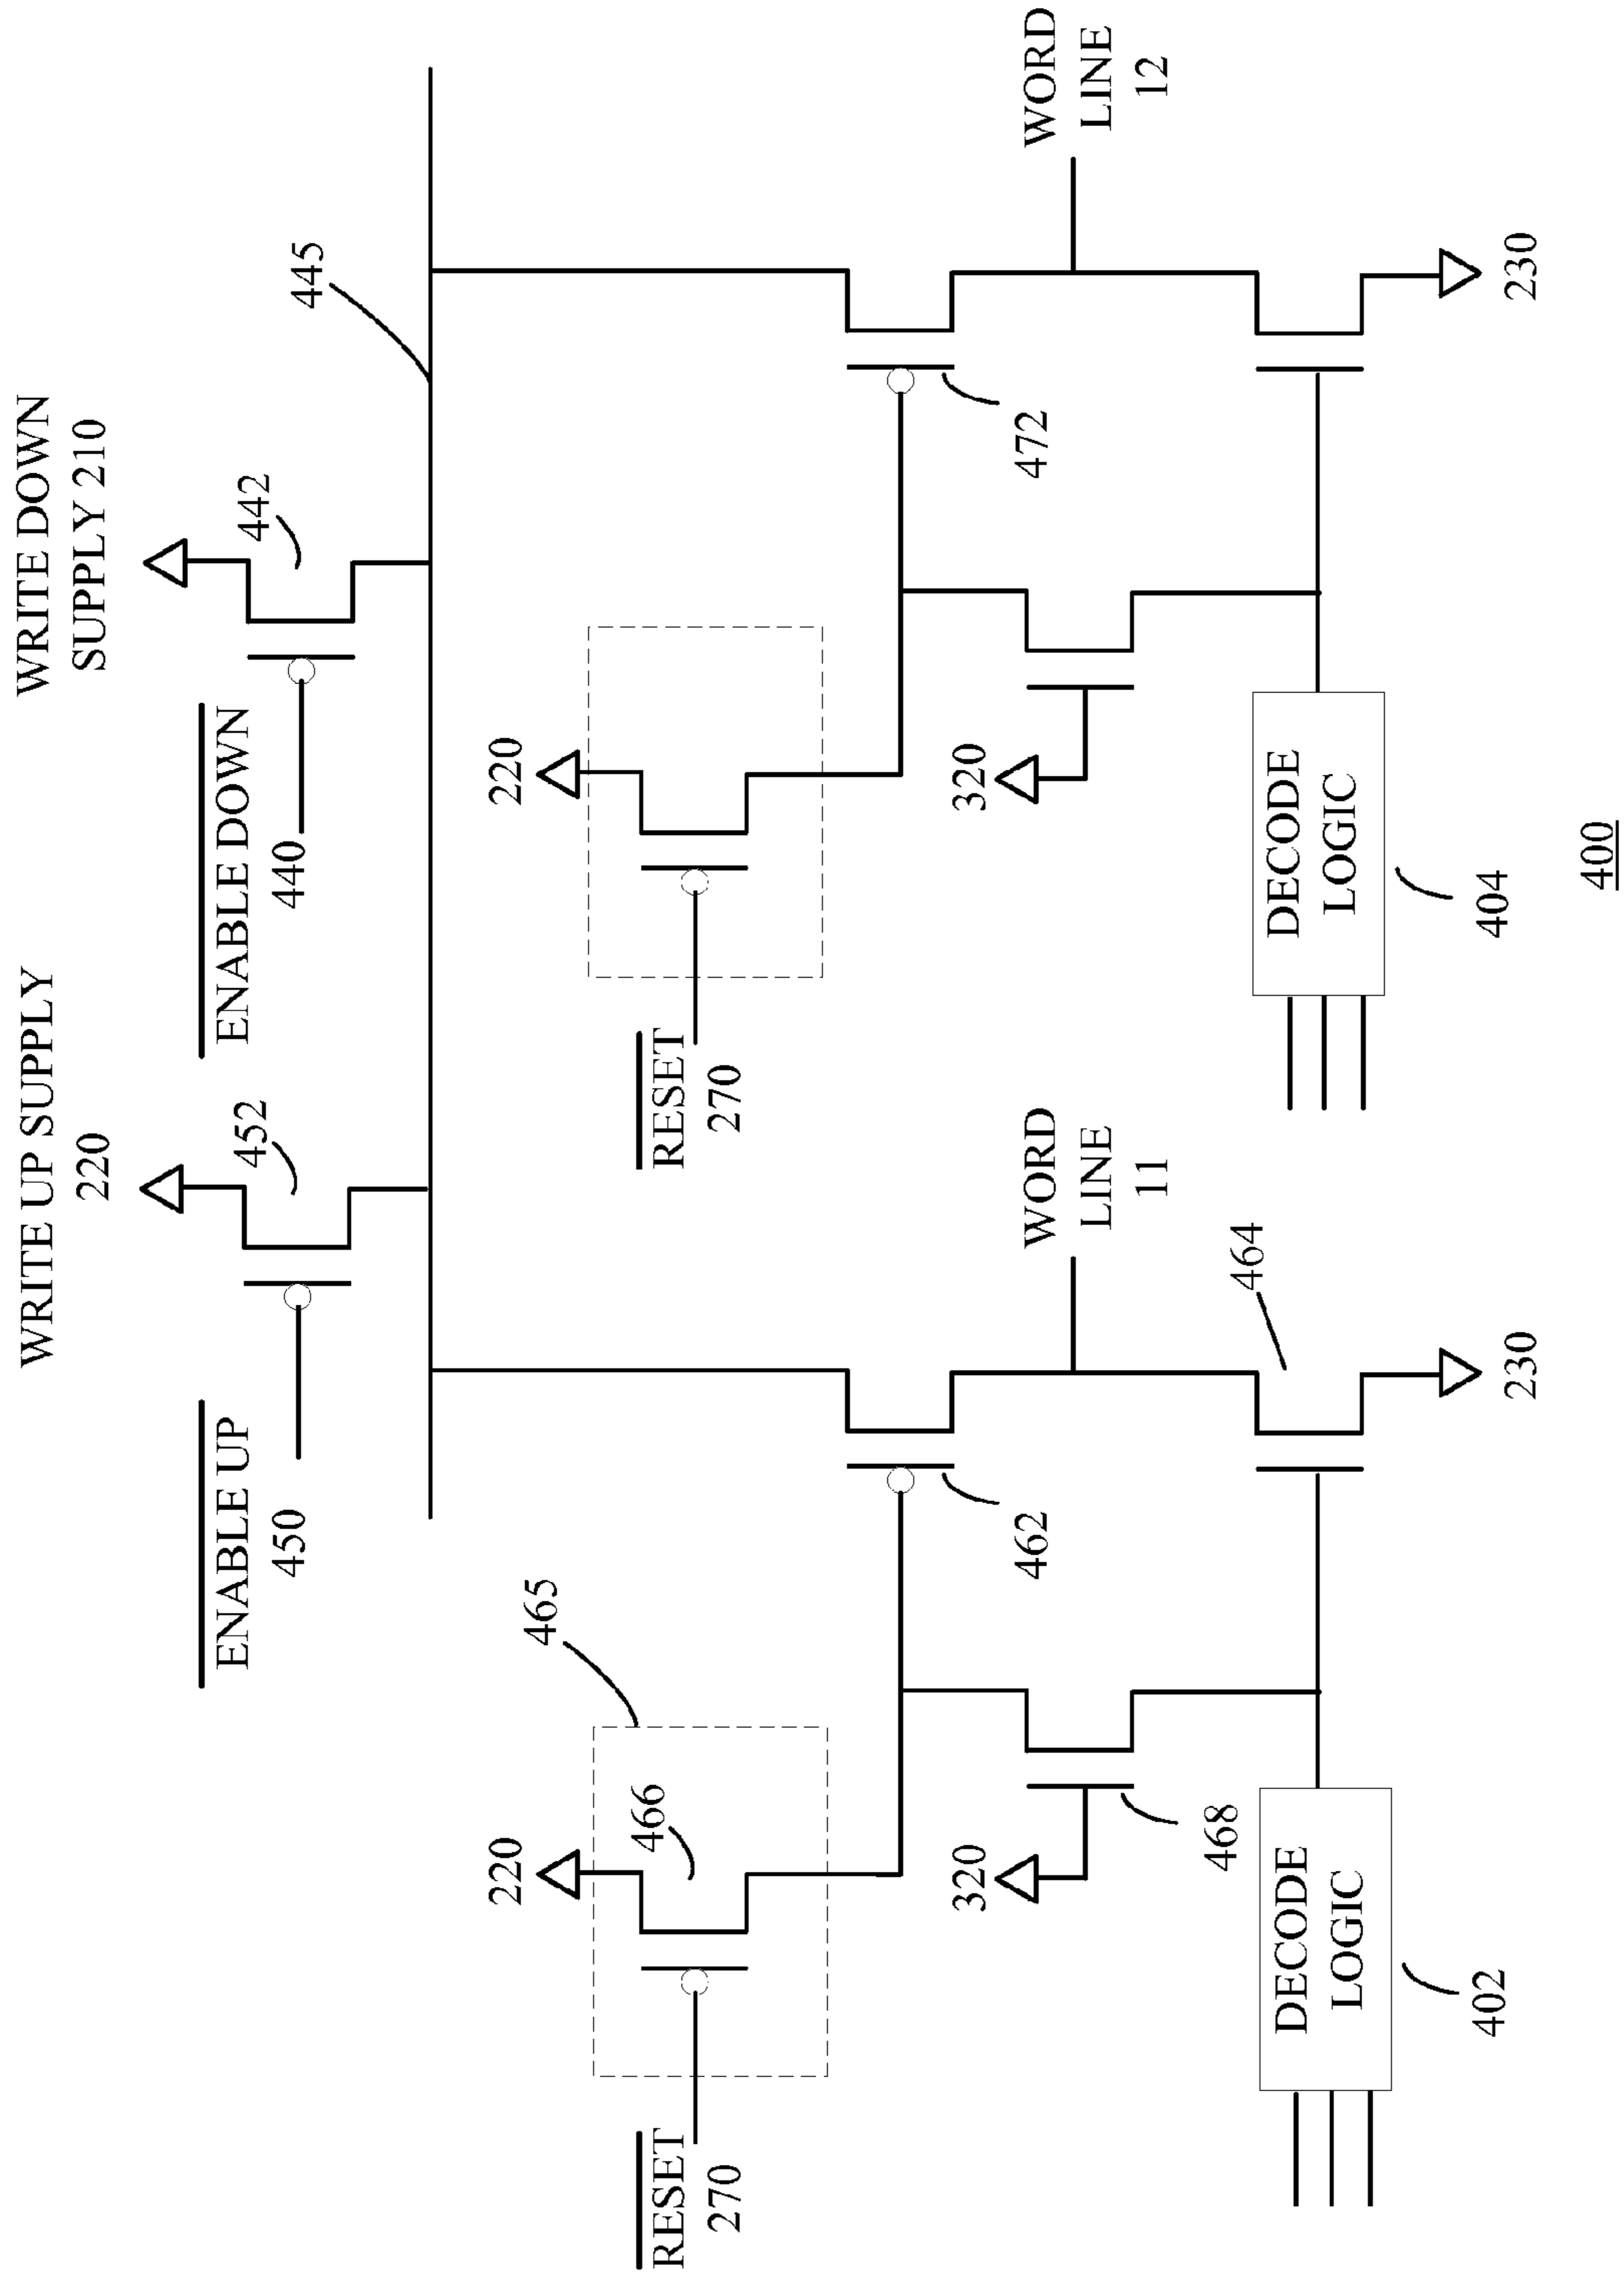 WRITE UP SUPPLY
220
WRITE DOWN
SUPPLY 210
ENABLE UP
450
452
ENABLE DOWN
440
442
445
465
220
466
RESET
270
220
RESET
270
462
472
320
468
320
WORD
LINE
11
WORD
LINE
12
464
DECODE
LOGIC
402
230
DECODE
LOGIC
404
230
400